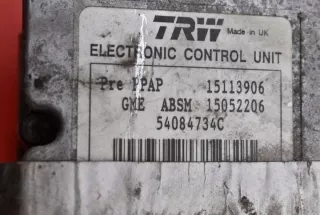 TRW Made in UK
ELECTRONIC CONTROL UNIT
Pre PPAP 15113906
GME ABSM 15052206
54084734C